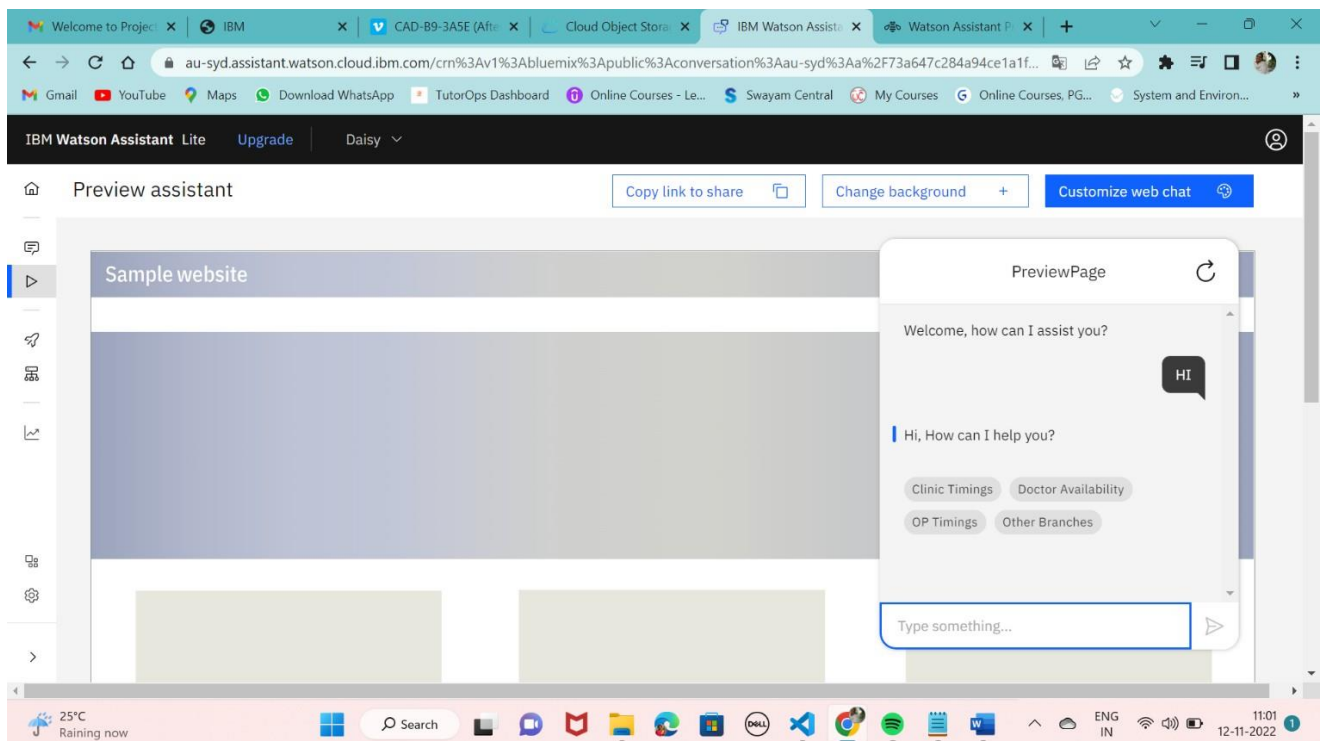 Welcome to Project
IBM
CAD-B9-3A5E (Afte
Cloud Object Stora
IBM Watson Assista
Watson Assistant P
au-syd.assistant.watson.cloud.ibm.com/crn%3Av1%3Abluemix%3Apublic%3Aconversation%3Aau-syd%3Aa%2F73a647c284a94ce1a1f...
Gmail YouTube Maps Download WhatsApp TutorOps Dashboard Online Courses - Le... Swayam Central My Courses Online Courses, PG... System and Environ... »
IBM Watson Assistant Lite Upgrade Daisy
Preview assistant Copy link to share Change background + Customize web chat
Sample website
PreviewPage
Welcome, how can I assist you?
HI
Hi, How can I help you?
Clinic Timings Doctor Availability
OP Timings Other Branches
Type something...
25°C
Raining now
Search
DELL
ENG
IN
11:01
12-11-2022
1